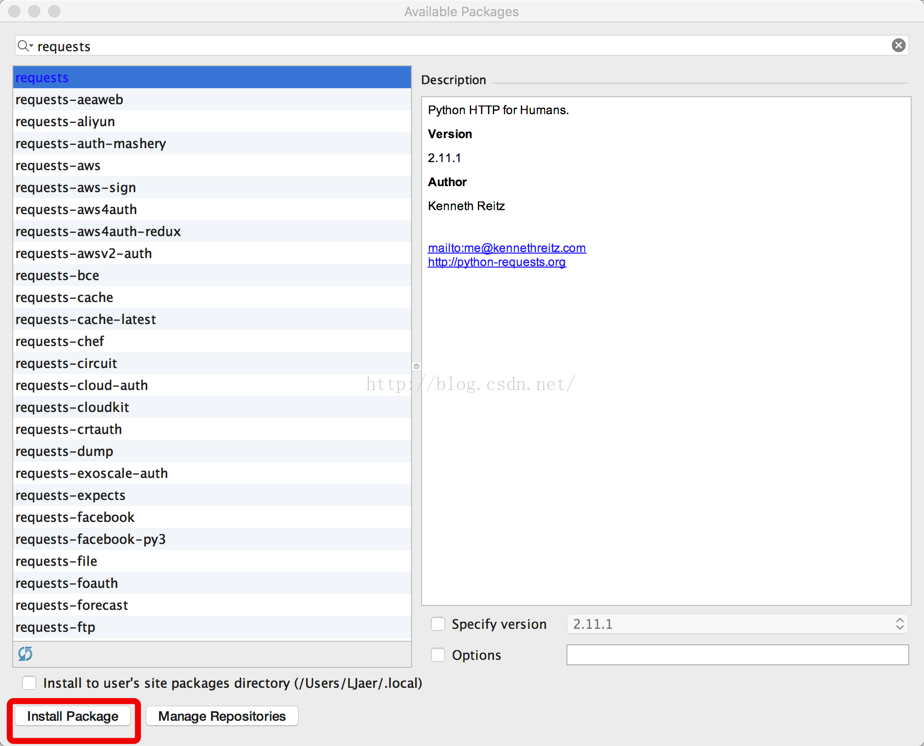 Available Packages
requests
requests
requests-aeaweb
requests-aliyun
requests-auth-mashery
requests-aws
requests-aws-sign
requests-aws4auth
requests-aws4auth-redux
requests-awsv2-auth
requests-bce
requests-cache
requests-cache-latest
requests-chef
requests-circuit
requests-cloud-auth
requests-cloudkit
requests-crtauth
requests-dump
requests-exoscale-auth
requests-expects
requests-facebook
requests-facebook-py3
requests-file
requests-foauth
requests-forecast
requests-ftp
Description
Python HTTP for Humans.
Version
2.11.1
Author
Kenneth Reitz
mailto:me@kennethreitz.com
http://python-requests.org
http://blog.csdn.net/
Specify version 2.11.1
Options
Install to user's site packages directory (/Users/LJaer/.local)
Install Package Manage Repositories